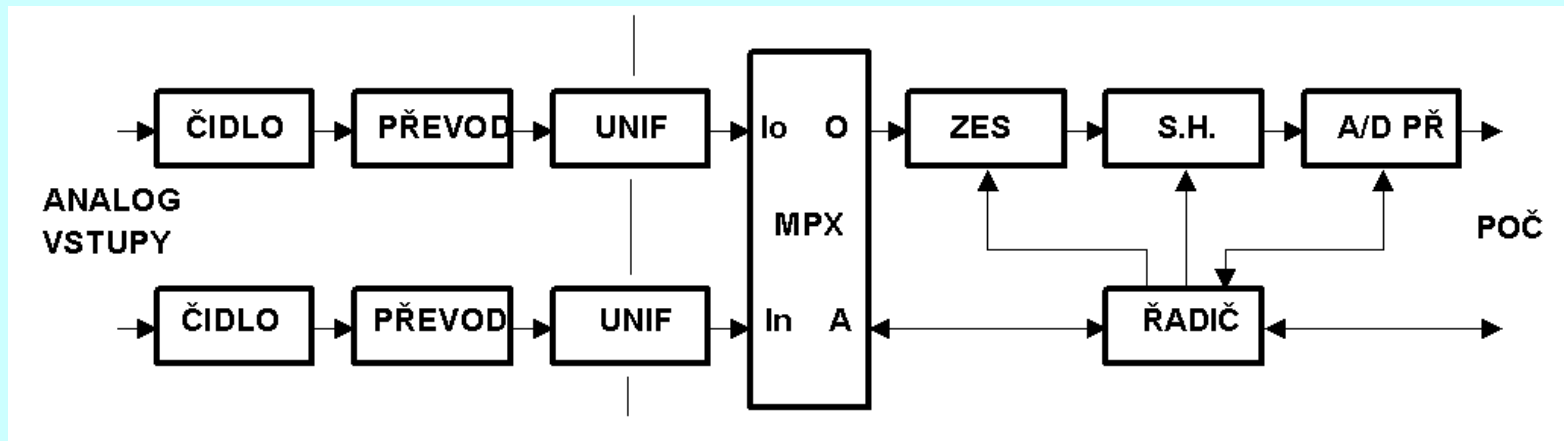 ČIDLO
PŘEVOD
UNIF
Io O
ZES
S.H.
A/D PŘ
ANALOG
VSTUPY
MPX
POČ
ČIDLO
PŘEVOD
UNIF
In A
ŘADIČ